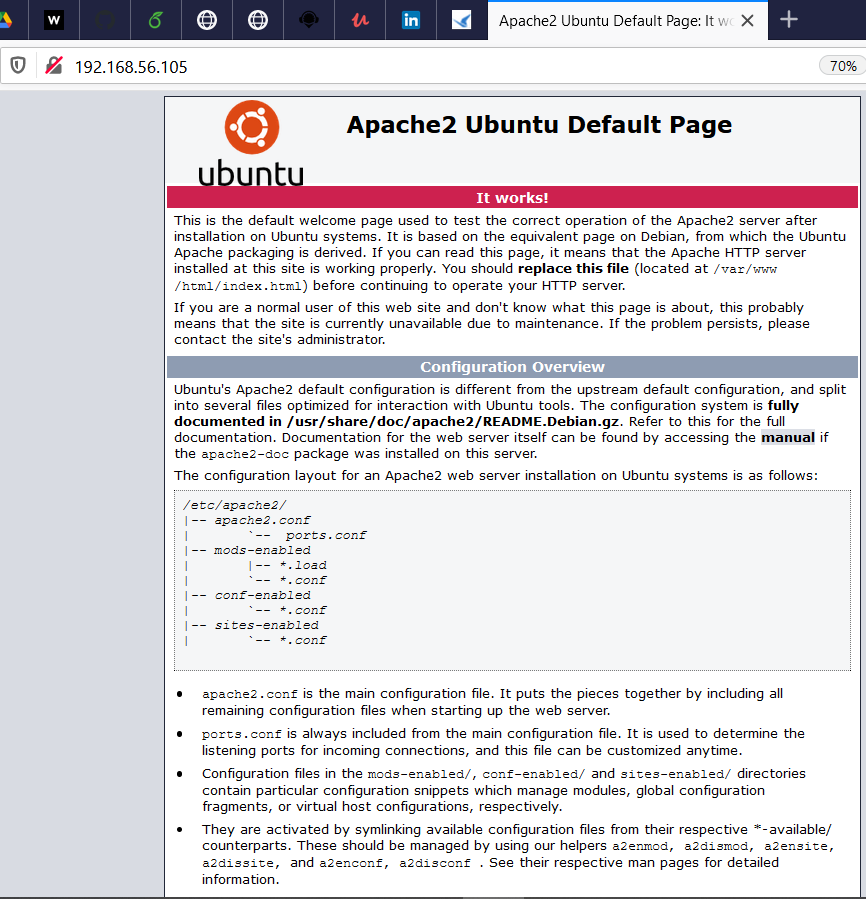 W
in
Apache2 Ubuntu Default Page: It wo
192.168.56.105
70%
ubuntu
Apache2 Ubuntu Default Page
It works!
This is the default welcome page used to test the correct operation of the Apache2 server after
installation on Ubuntu systems. It is based on the equivalent page on Debian, from which the Ubuntu
Apache packaging is derived. If you can read this page, it means that the Apache HTTP server
installed at this site is working properly. You should replace this file (located at /var/www
/html/index.html) before continuing to operate your HTTP server.
If you are a normal user of this web site and don't know what this page is about, this probably
means that the site is currently unavailable due to maintenance. If the problem persists, please
contact the site's administrator.
Configuration Overview
Ubuntu's Apache2 default configuration is different from the upstream default configuration, and split
into several files optimized for interaction with Ubuntu tools. The configuration system is fully
documented in /usr/share/doc/apache2/README.Debian.gz. Refer to this for the full
documentation. Documentation for the web server itself can be found by accessing the manual if
the apache2-doc package was installed on this server.
The configuration layout for an Apache2 web server installation on Ubuntu systems is as follows:
/etc/apache2/
|-- apache2.conf
|       `--  ports.conf
|-- mods-enabled
|       |-- *.load
|       `-- *.conf
|-- conf-enabled
|       `-- *.conf
|-- sites-enabled
|       `-- *.conf
• apache2.conf is the main configuration file. It puts the pieces together by including all
remaining configuration files when starting up the web server.
• ports.conf is always included from the main configuration file. It is used to determine the
listening ports for incoming connections, and this file can be customized anytime.
• Configuration files in the mods-enabled/, conf-enabled/ and sites-enabled/ directories
contain particular configuration snippets which manage modules, global configuration
fragments, or virtual host configurations, respectively.
• They are activated by symlinking available configuration files from their respective *-available/
counterparts. These should be managed by using our helpers a2enmod, a2dismod, a2ensite,
a2dissite, and a2enconf, a2disconf . See their respective man pages for detailed
information.